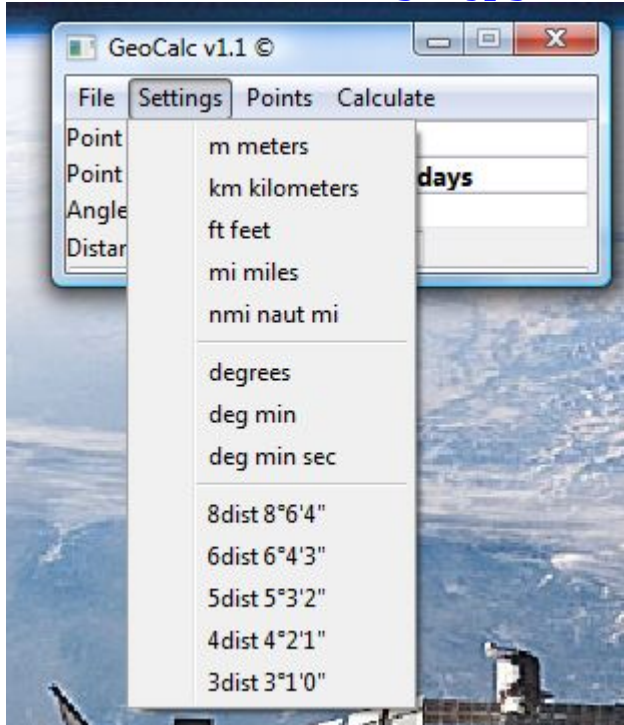 GeoCalc v1.1 ©
File Settings Points Calculate
Point
Point days
Angle
Distan
m meters
km kilometers
ft feet
mi miles
nmi naut mi
degrees
deg min
deg min sec
8dist 8°6'4"
6dist 6°4'3"
5dist 5°3'2"
4dist 4°2'1"
3dist 3°1'0"